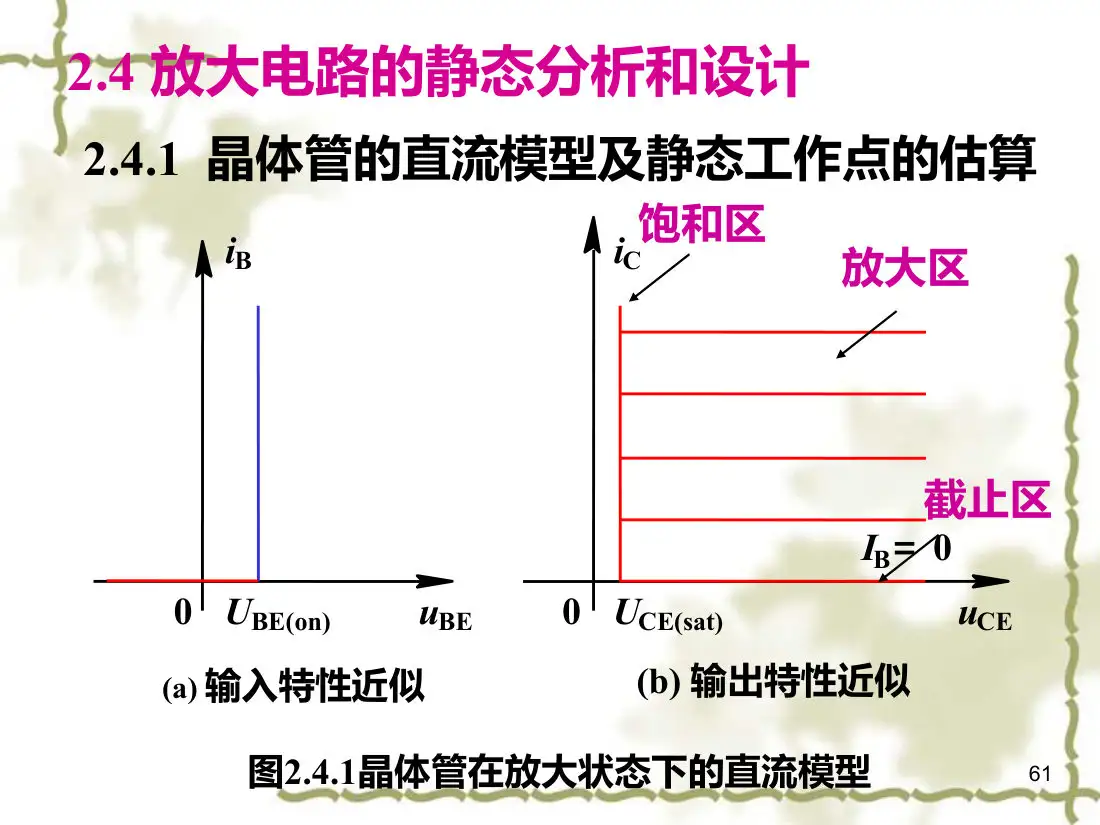 2.4 放大电路的静态分析和设计
2.4.1 晶体管的直流模型及静态工作点的估算
iB
0 UBE(on) uBE
(a) 输入特性近似
iC
饱和区
放大区
截止区
IB= 0
0 UCE(sat) uCE
(b) 输出特性近似
图2.4.1晶体管在放大状态下的直流模型
61